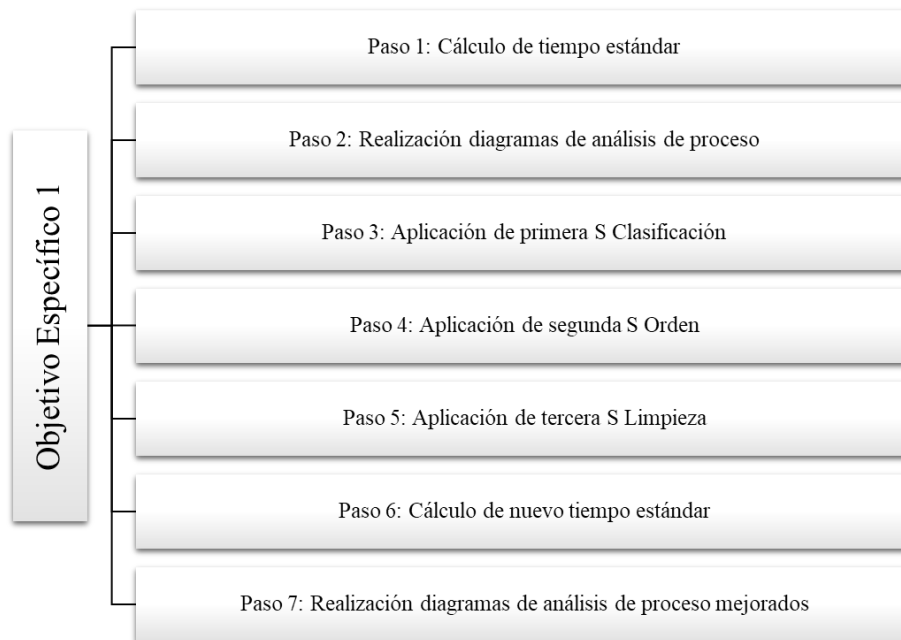 Objetivo Específico 1
Paso 1: Cálculo de tiempo estándar
Paso 2: Realización diagramas de análisis de proceso
Paso 3: Aplicación de primera S Clasificación
Paso 4: Aplicación de segunda S Orden
Paso 5: Aplicación de tercera S Limpieza
Paso 6: Cálculo de nuevo tiempo estándar
Paso 7: Realización diagramas de análisis de proceso mejorados